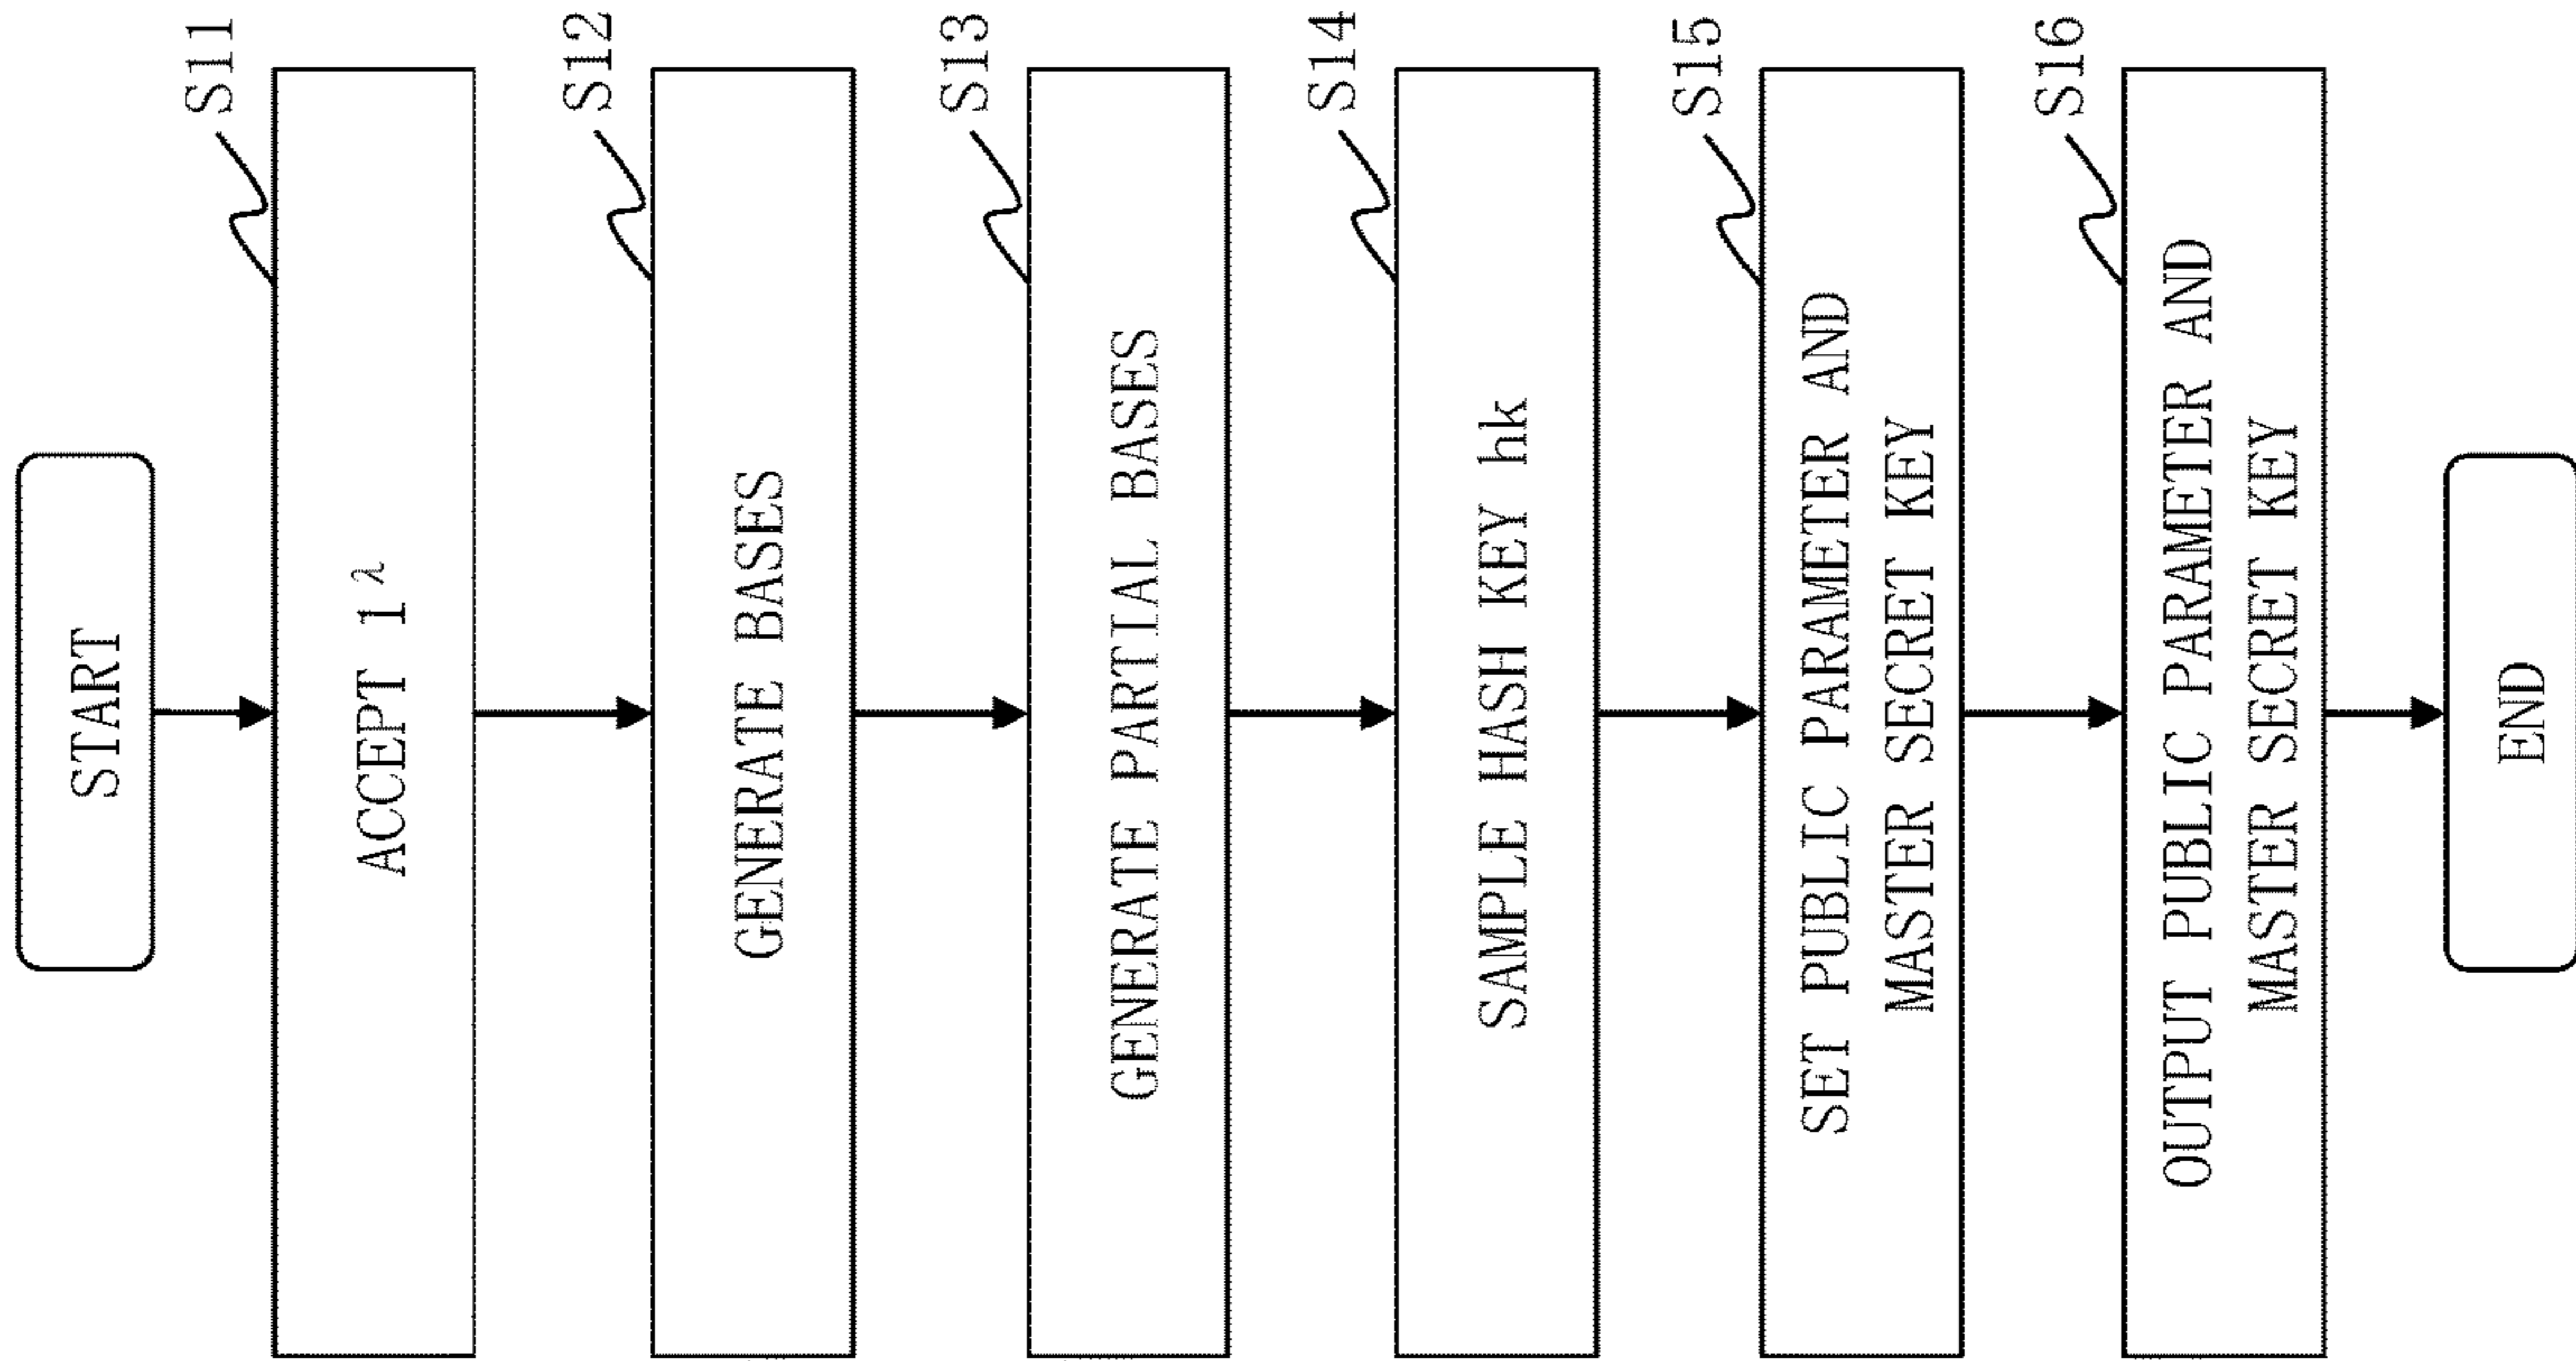 START
S11
ACCEPT 1^λ
S12
GENERATE BASES
S13
GENERATE PARTIAL BASES
S14
SAMPLE HASH KEY hk
S15
SET PUBLIC PARAMETER AND
MASTER SECRET KEY
S16
OUTPUT PUBLIC PARAMETER AND
MASTER SECRET KEY
END